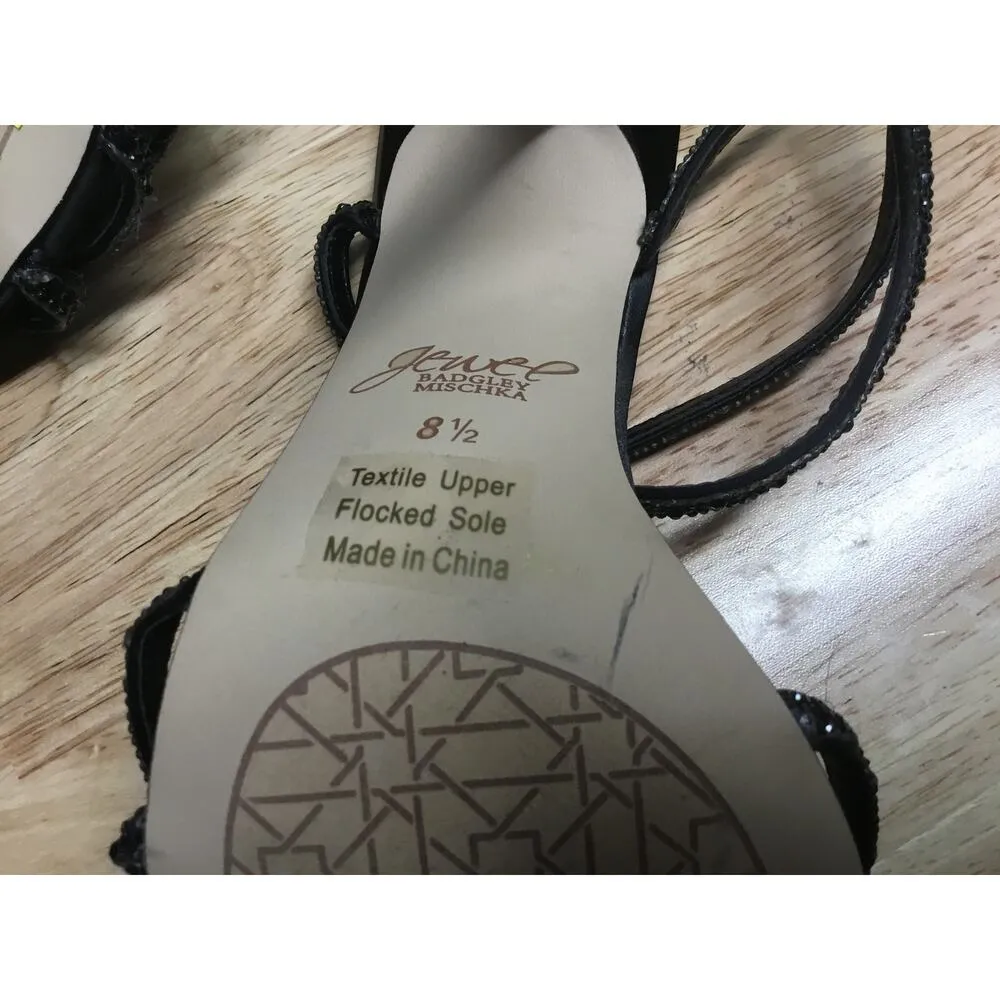 Jewel
BADGLEY
MISCHKA
8 ½
Textile Upper
Flocked Sole
Made in China